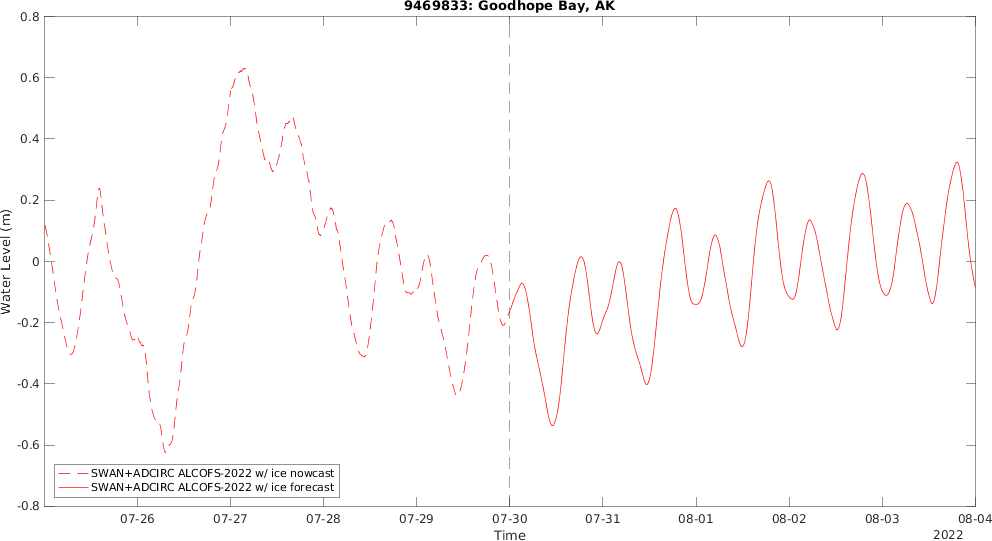 9469833: Goodhope Bay, AK
0.8
0.6
0.4
0.2
0
-0.2
-0.4
-0.6
-0.8
Water Level (m)
SWAN+ADCIRC ALCOFS-2022 w/ ice nowcast
SWAN+ADCIRC ALCOFS-2022 w/ ice forecast
07-26 07-27 07-28 07-29 07-30 07-31 08-01 08-02 08-03 08-04
Time
2022